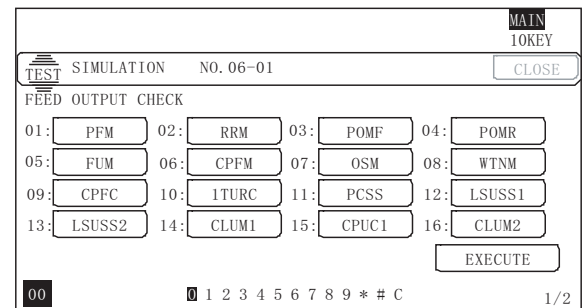 MAIN
10KEY
TEST SIMULATION NO.06-01 CLOSE
FEED OUTPUT CHECK
01: PFM 02: RRM 03: POMF 04: POMR
05: FUM 06: CPFM 07: OSM 08: WTNM
09: CPFC 10: 1TURC 11: PCSS 12: LSUSS1
13: LSUSS2 14: CLUM1 15: CPUC1 16: CLUM2
EXECUTE
00 0 1 2 3 4 5 6 7 8 9 * # C 1/2